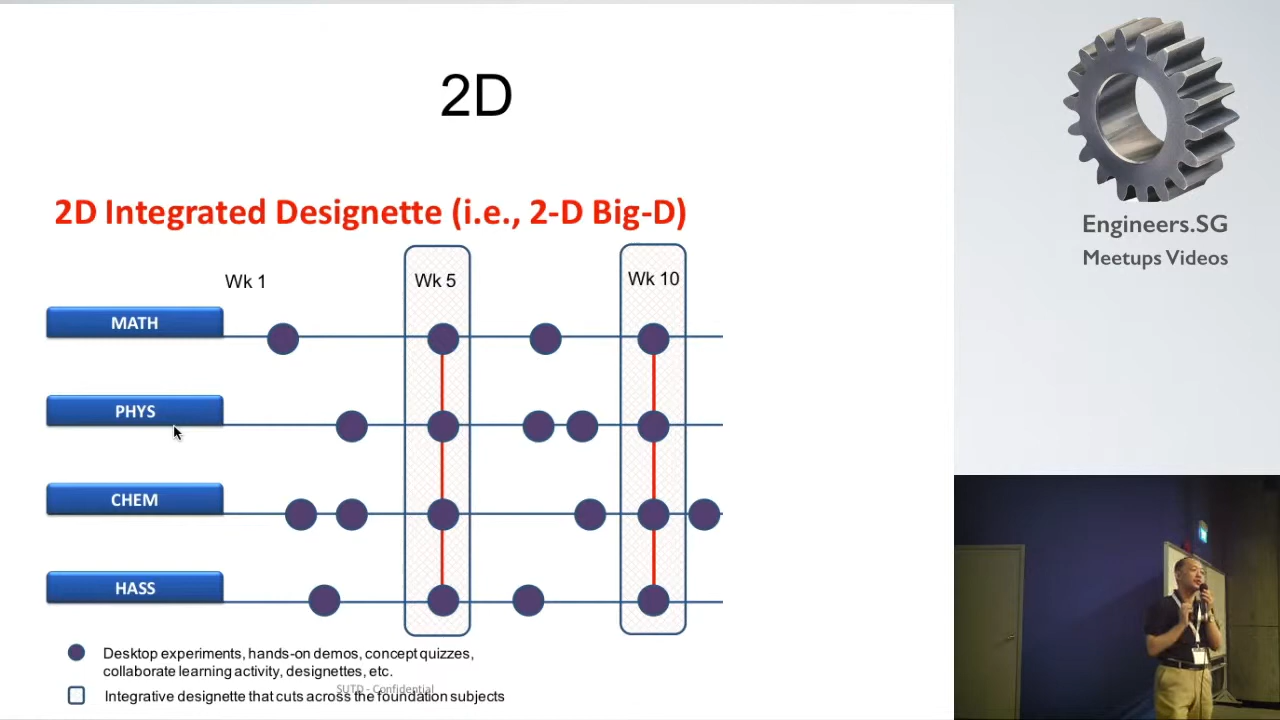 2D
2D Integrated Designette (i.e., 2-D Big-D)
Wk 1
Wk 5
Wk 10
MATH
PHYS
CHEM
HASS
Desktop experiments, hands-on demos, concept quizzes,
collaborate learning activity, designettes, etc.
SUTD - Confidential
Integrative designette that cuts across the foundation subjects
Engineers.SG
Meetups Videos